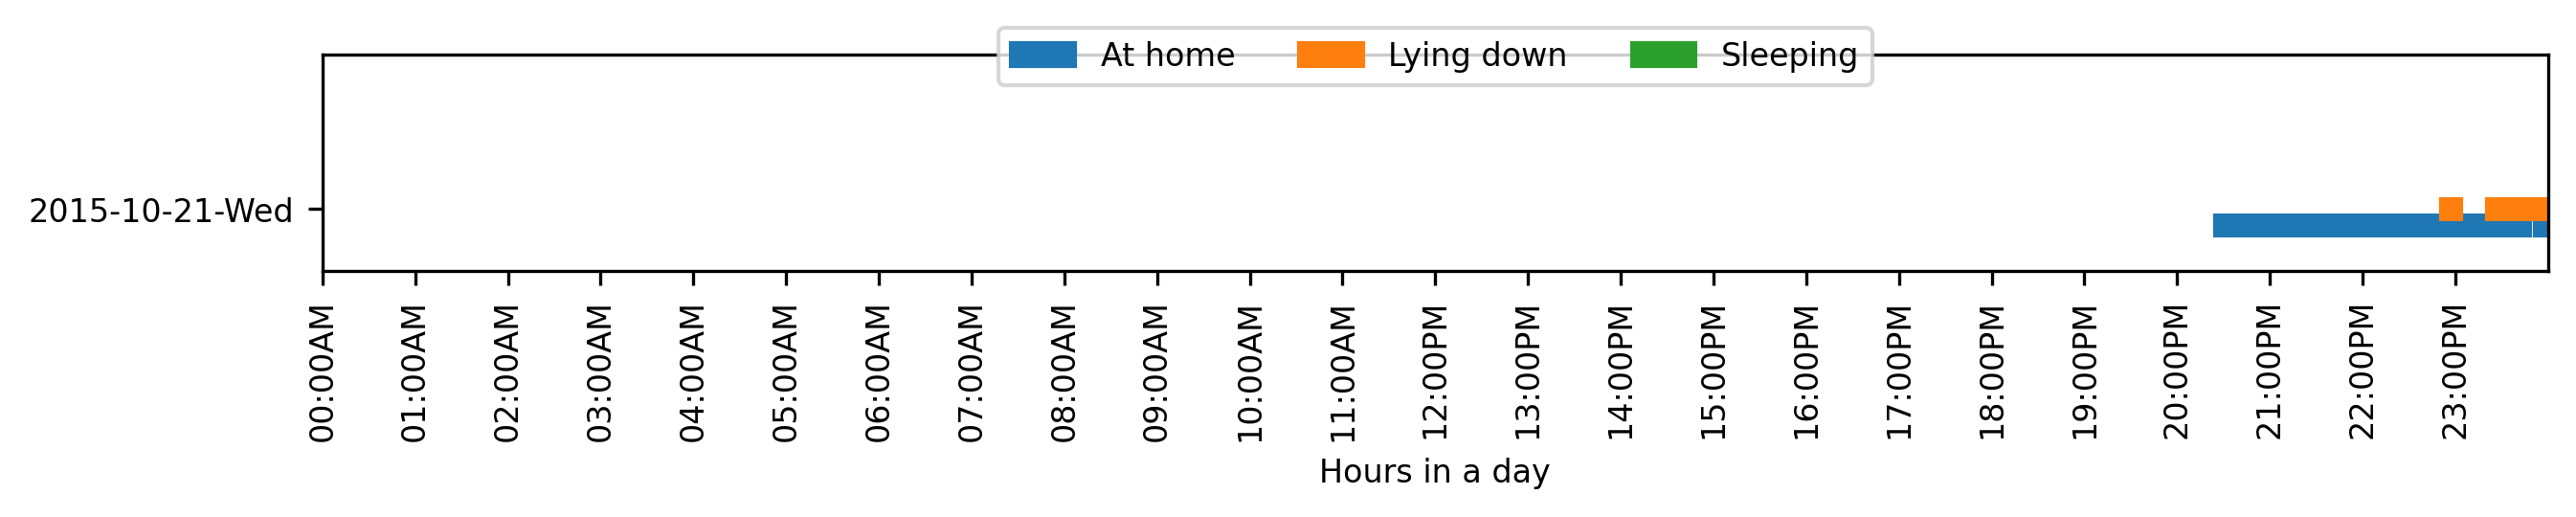 At home Lying down Sleeping
2015-10-21-Wed
00:00AM
01:00AM
02:00AM
03:00AM
04:00AM
05:00AM
06:00AM
07:00AM
08:00AM
09:00AM
10:00AM
11:00AM
12:00PM
13:00PM
14:00PM
15:00PM
16:00PM
17:00PM
18:00PM
19:00PM
20:00PM
21:00PM
22:00PM
23:00PM
Hours in a day